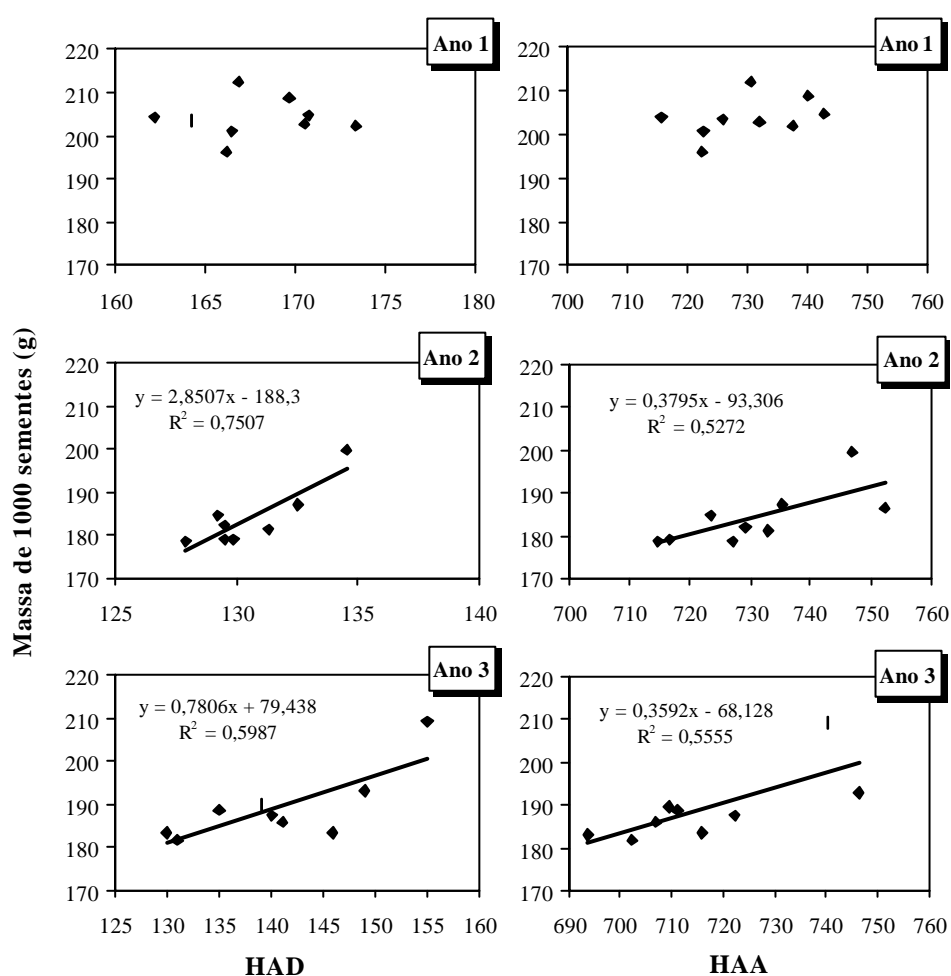 Ano 1
220
210
200
190
180
170
160 165 170 175 180
Ano 1
220
210
200
190
180
170
700 710 720 730 740 750 760
Massa de 1000 sementes (g)
Ano 2
y = 2,8507x - 188,3
R² = 0,7507
220
210
200
190
180
170
125 130 135 140
Ano 2
y = 0,3795x - 93,306
R² = 0,5272
220
210
200
190
180
170
700 710 720 730 740 750 760
Ano 3
y = 0,7806x + 79,438
R² = 0,5987
220
210
200
190
180
170
125 130 135 140 145 150 155 160
HAD
Ano 3
y = 0,3592x - 68,128
R² = 0,5555
220
210
200
190
180
170
690 700 710 720 730 740 750 760
HAA